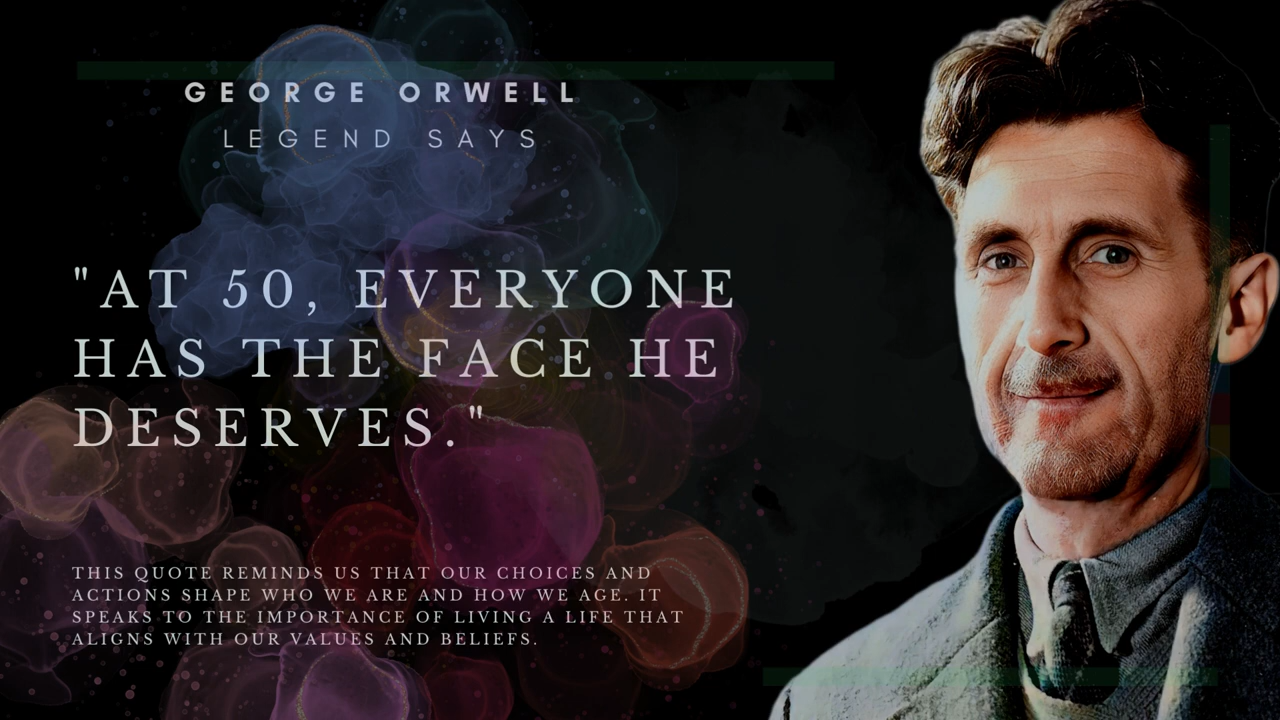 GEORGE ORWELL
LEGEND SAYS
"AT 50, EVERYONE
HAS THE FACE HE
DESERVES."
THIS QUOTE REMINDS US THAT OUR CHOICES AND
ACTIONS SHAPE WHO WE ARE AND HOW WE AGE. IT
SPEAKS TO THE IMPORTANCE OF LIVING A LIFE THAT
ALIGNS WITH OUR VALUES AND BELIEFS.